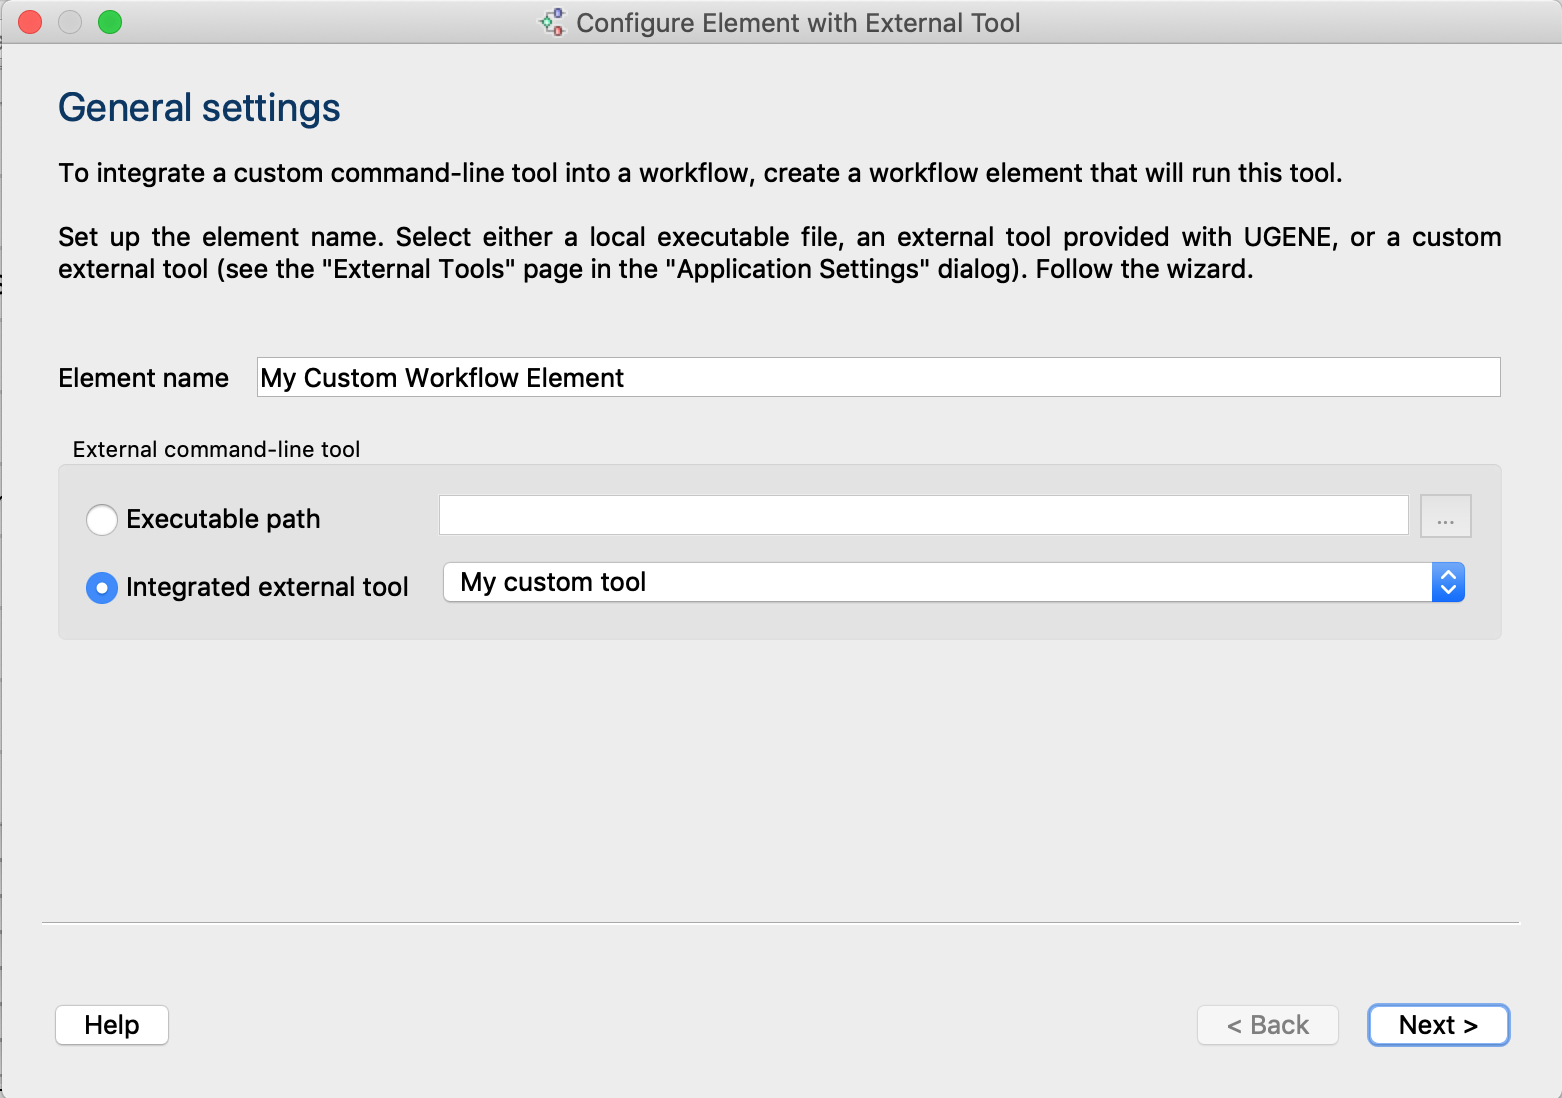 Configure Element with External Tool
General settings
To integrate a custom command-line tool into a workflow, create a workflow element that will run this tool.
Set up the element name. Select either a local executable file, an external tool provided with UGENE, or a custom
external tool (see the "External Tools" page in the "Application Settings" dialog). Follow the wizard.
Element name My Custom Workflow Element
External command-line tool
Executable path ...
Integrated external tool My custom tool
Help < Back Next >